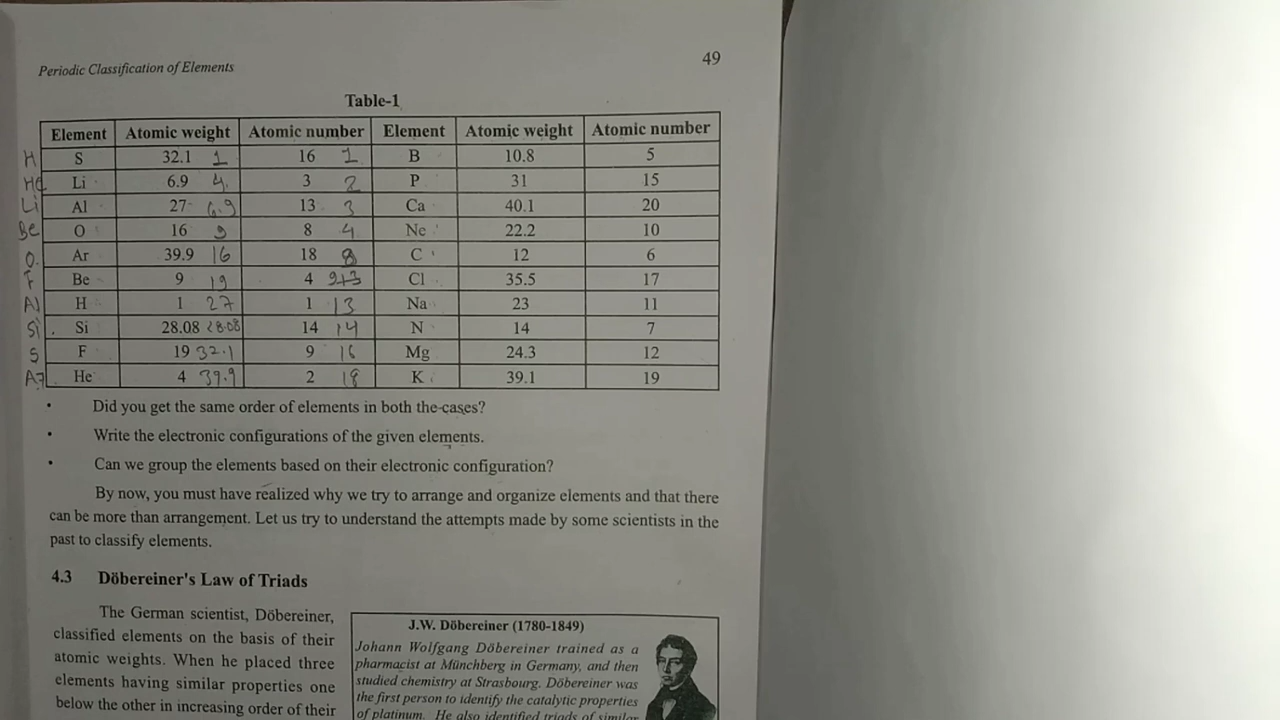 Periodic Classification of Elements 49
Table-1
Element Atomic weight Atomic number Element Atomic weight Atomic number
H S 32.1 1 16 1 B 10.8 5
He Li 6.9 4 3 2 P 31 15
Li Al 27 6.9 13 3 Ca 40.1 20
Be O 16 9 8 4 Ne 22.2 10
O Ar 39.9 16 18 8 C 12 6
F Be 9 19 4 Cl 35.5 17
Al H 1 27 1 13 Na 23 11
Si Si 28.08 28.08 14 14 N 14 7
S F 19 32.1 9 16 Mg 24.3 12
He 4 39.9 2 18 K 39.1 19
• Did you get the same order of elements in both the cases?
• Write the electronic configurations of the given elements.
• Can we group the elements based on their electronic configuration?
By now, you must have realized why we try to arrange and organize elements and that there
can be more than arrangement. Let us try to understand the attempts made by some scientists in the
past to classify elements.
4.3 Döbereiner's Law of Triads
The German scientist, Döbereiner,
classified elements on the basis of their
atomic weights. When he placed three
elements having similar properties one
below the other in increasing order of their
J.W. Döbereiner (1780-1849)
Johann Wolfgang Döbereiner trained as a
pharmacist at Münchberg in Germany, and then
studied chemistry at Strasbourg. Döbereiner was
the first person to identify the catalytic properties
of platinum. He also identified triads of similar